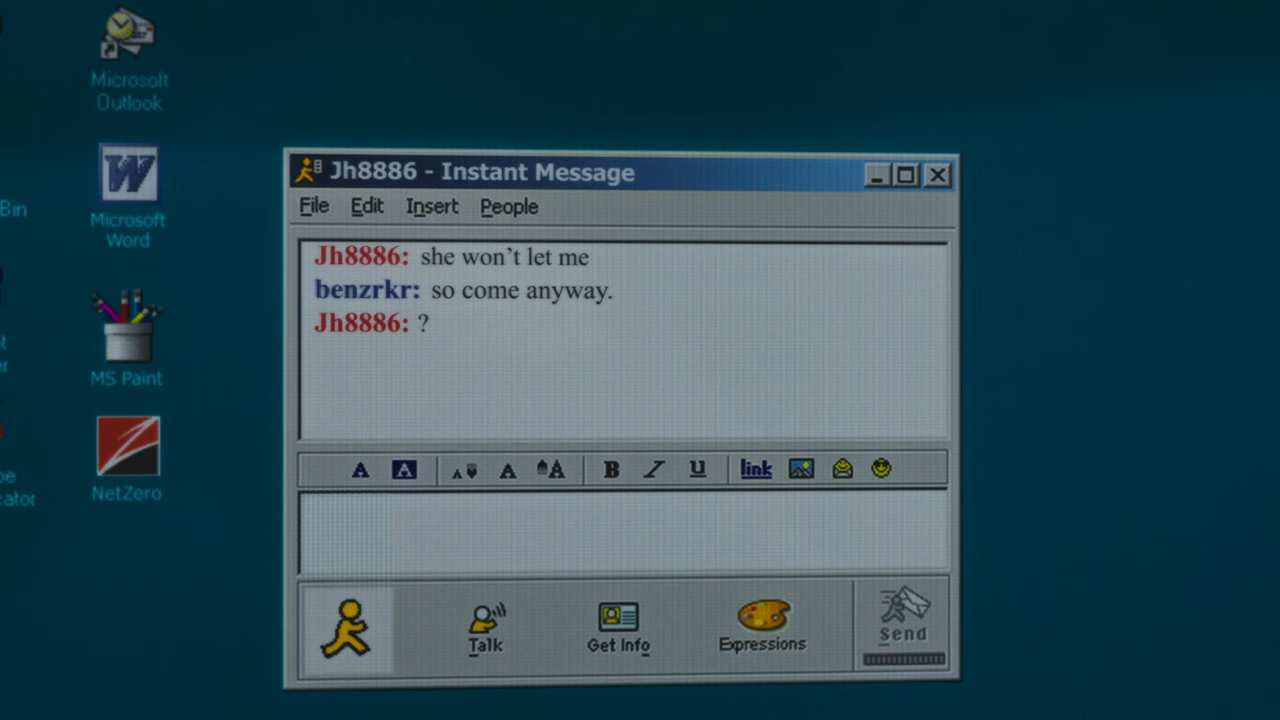 Microsoft
Outlook
Bin
Microsoft
Word
MS Paint
NetZero
cator
Jh8886 - Instant Message
File Edit Insert People
Jh8886: she won't let me
benzrkr: so come anyway.
Jh8886: ?
A A A A A B I U link
Talk Get Info Expressions Send